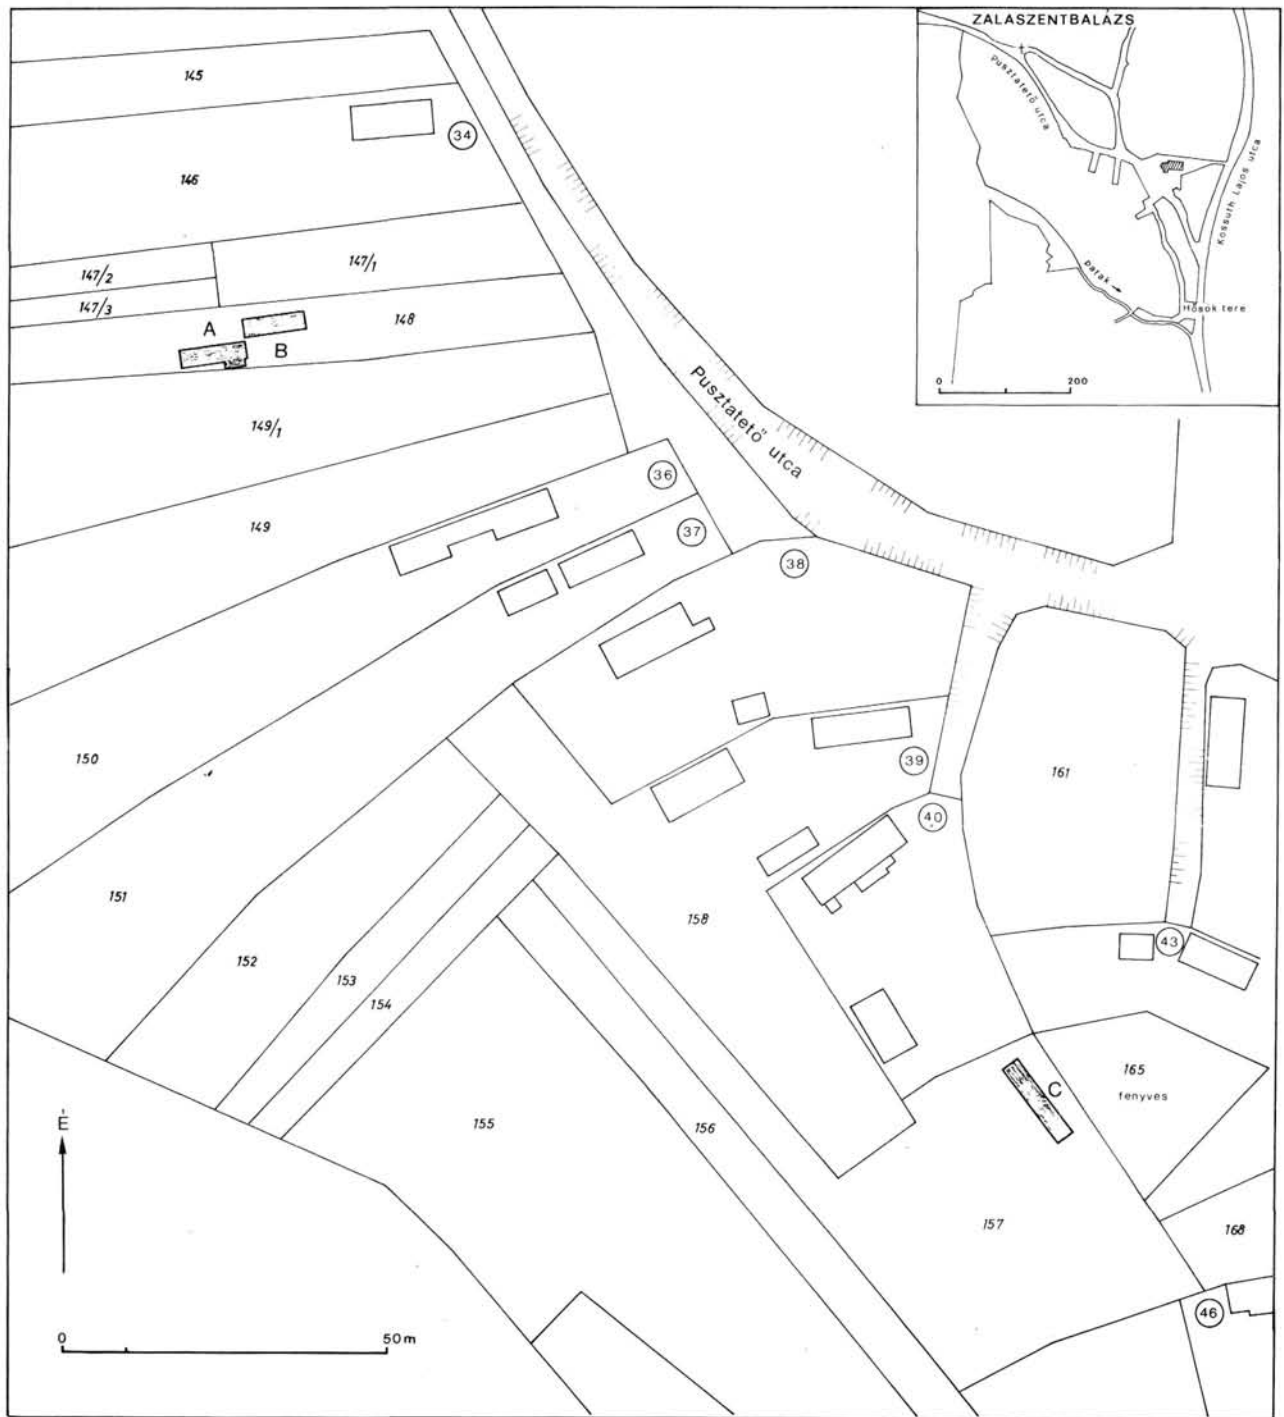 ZALASZENTBALÁZS
Pusztatető utca
Kossuth Lajos utca
patak
Hősök tere
0 200
145
34
146
147/2
147/1
147/3
A
B
148
149/1
Pusztatető utca
36
149
37
38
150
39
161
40
151
158
152
43
153
154
165
fenyves
C
É
155
156
157
168
46
0 50m